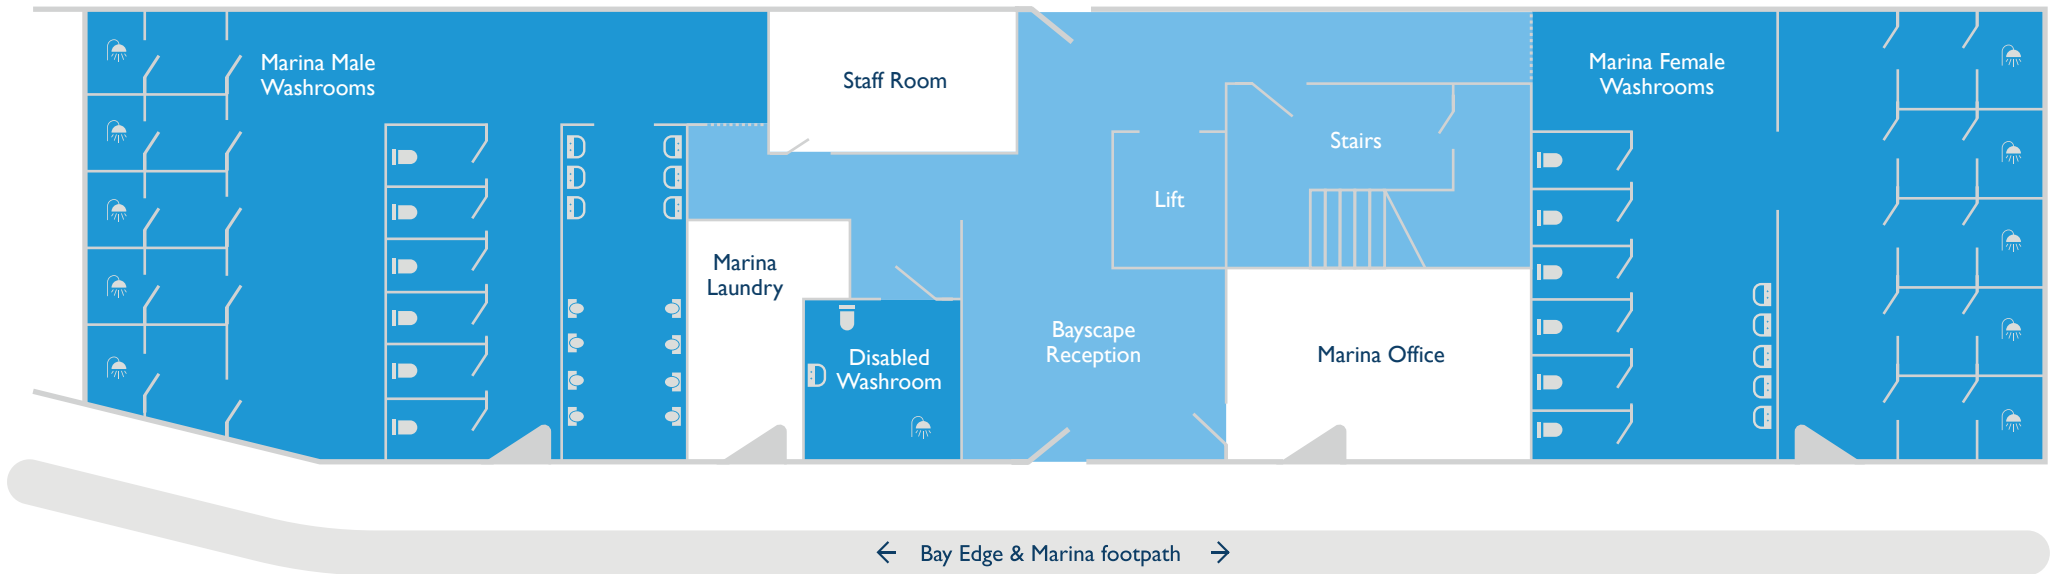 Marina Male
Washrooms
Staff Room
Marina Female
Washrooms
Stairs
Lift
Marina
Laundry
Bayscape
Reception
Marina Office
Disabled
Washroom
Bay Edge & Marina footpath